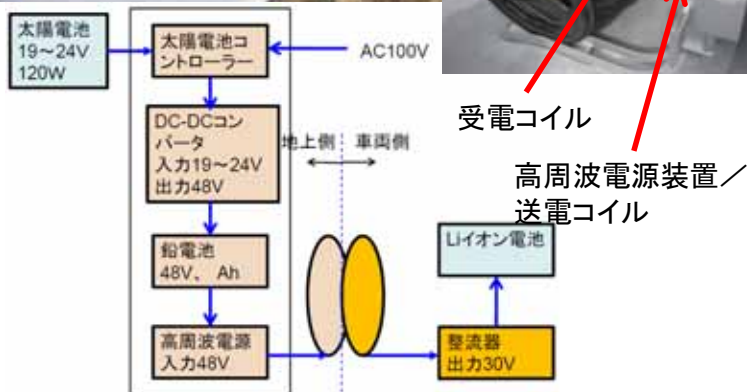 太陽電池
19～24V
120W
太陽電池コ
ントローラー
AC100V
DC-DCコン
バータ
入力19～24V
出力48V
地上側
車両側
鉛電池
48V、 Ah
高周波電源
入力48V
受電コイル
高周波電源装置／
送電コイル
Liイオン電池
整流器
出力30V